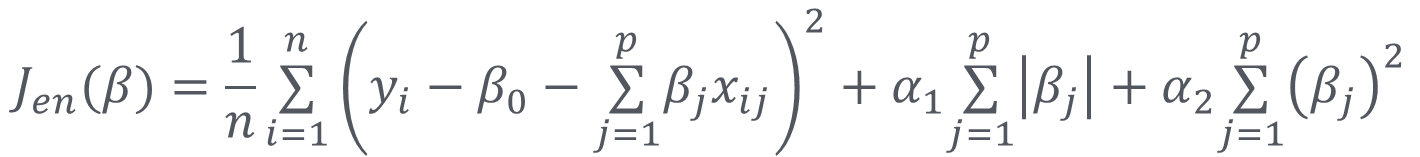 J_{en}(β) = \frac{1}{n} \sum_{i=1}^{n} \left( y_i - β_0 - \sum_{j=1}^{p} β_j x_{ij} \right)^2 + α_1 \sum_{j=1}^{p} |β_j| + α_2 \sum_{j=1}^{p} (β_j)^2